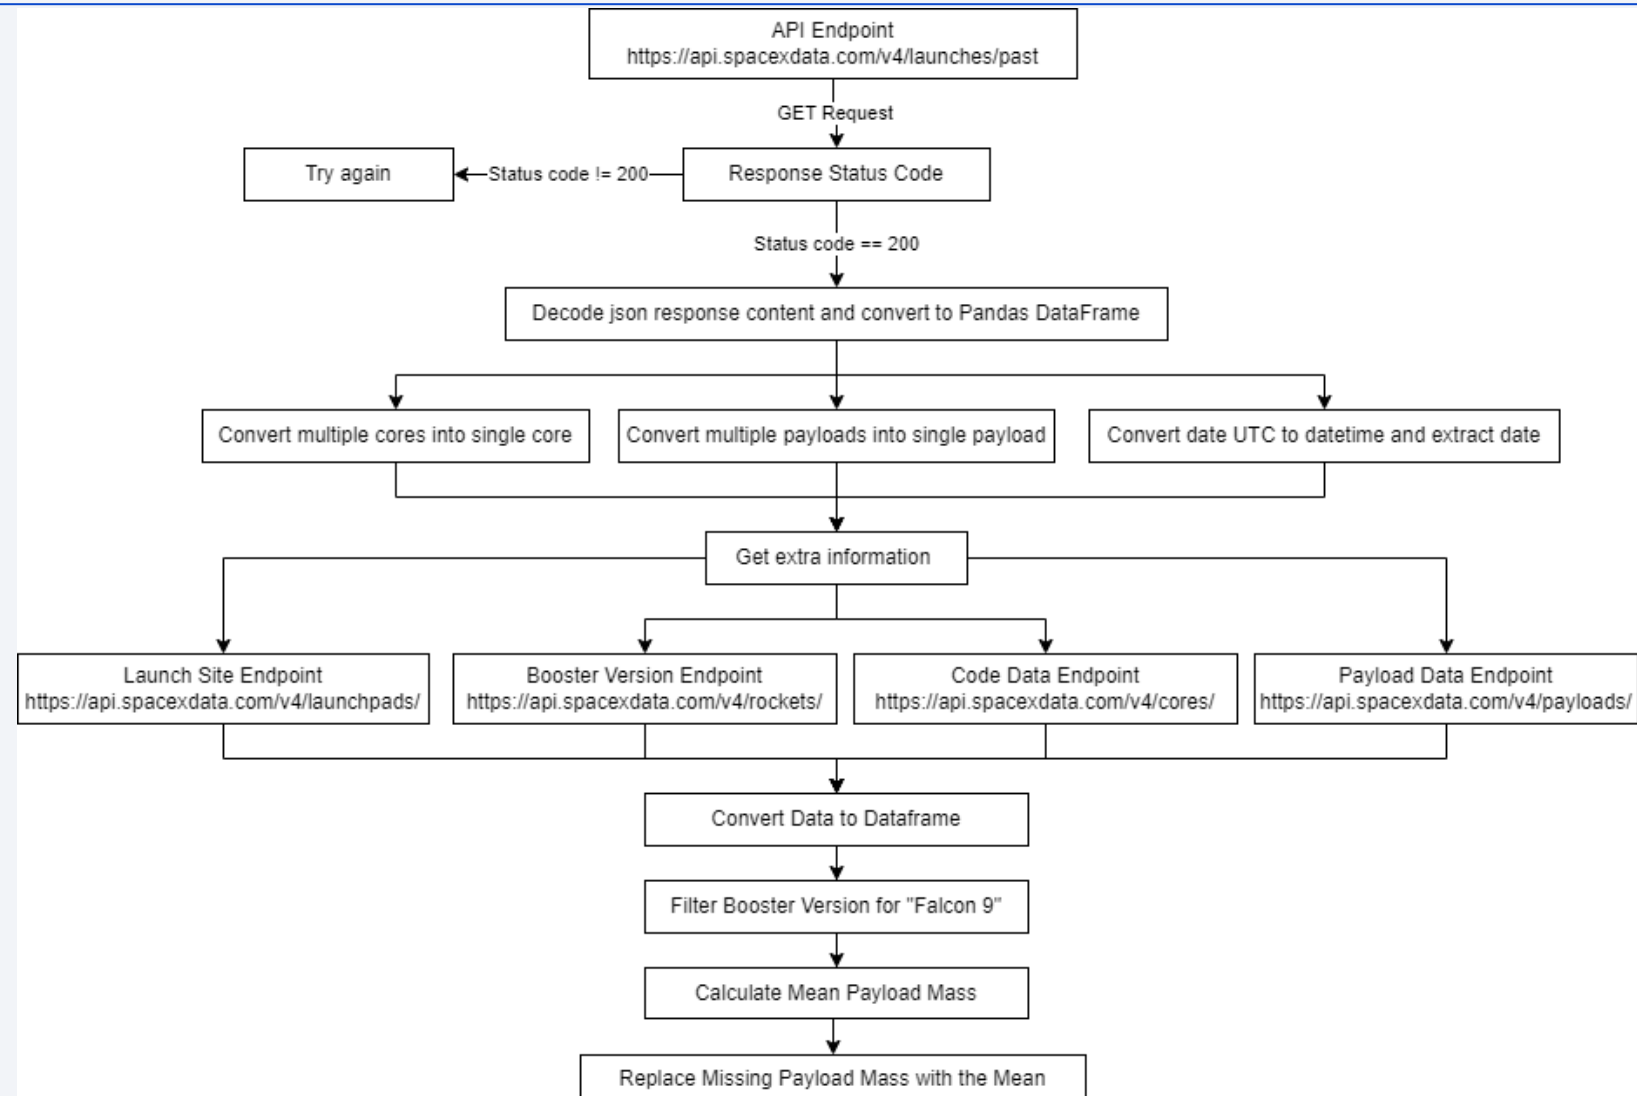 API Endpoint
https://api.spacexdata.com/v4/launches/past
GET Request
Try again
Status code != 200
Response Status Code
Status code == 200
Decode json response content and convert to Pandas DataFrame
Convert multiple cores into single core
Convert multiple payloads into single payload
Convert date UTC to datetime and extract date
Get extra information
Launch Site Endpoint
https://api.spacexdata.com/v4/launchpads/
Booster Version Endpoint
https://api.spacexdata.com/v4/rockets/
Code Data Endpoint
https://api.spacexdata.com/v4/cores/
Payload Data Endpoint
https://api.spacexdata.com/v4/payloads/
Convert Data to Dataframe
Filter Booster Version for "Falcon 9"
Calculate Mean Payload Mass
Replace Missing Payload Mass with the Mean